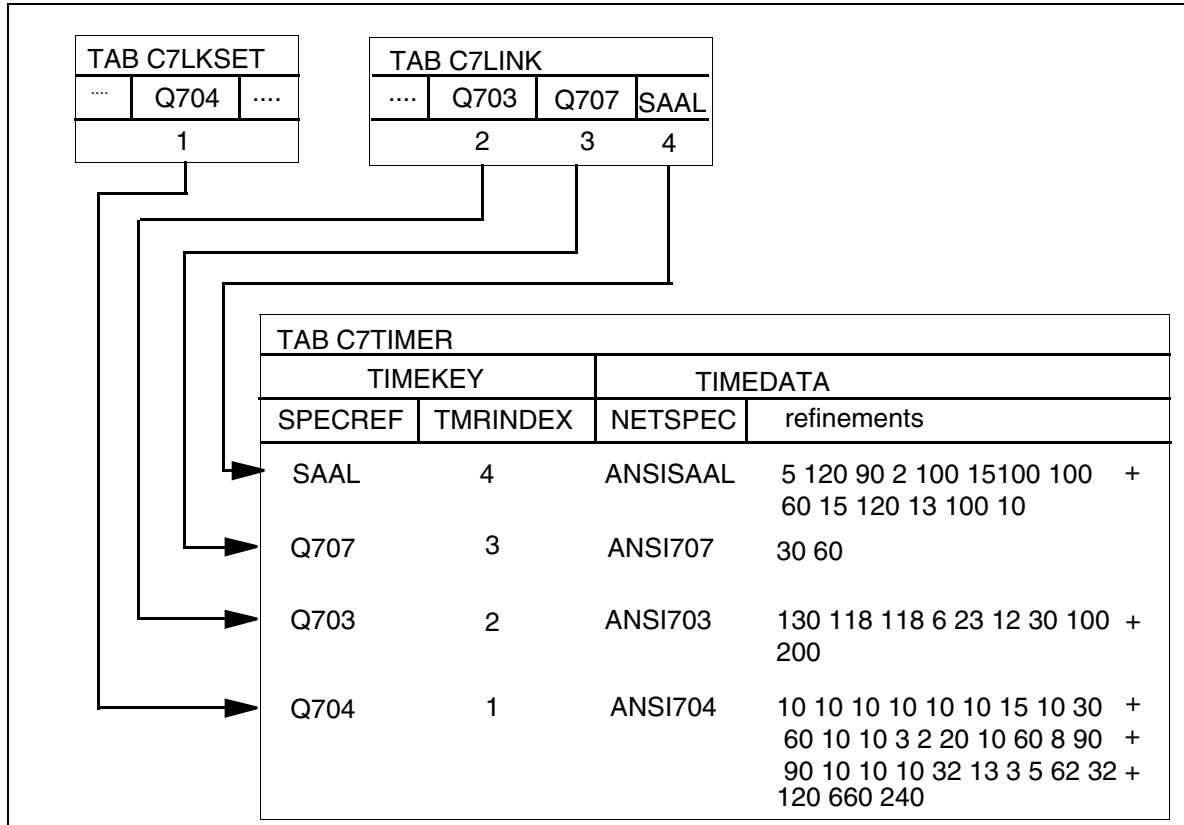 TAB C7LKSET
.... Q704 ....
1
TAB C7LINK
.... Q703 Q707 SAAL
2 3 4
TAB C7TIMER
TIMEKEY TIMEDATA
SPECREF TMRINDEX NETSPEC refinements
SAAL 4 ANSISAAL 5 120 90 2 100 15100 100 +
60 15 120 13 100 10
Q707 3 ANSI707 30 60
Q703 2 ANSI703 130 118 118 6 23 12 30 100 +
200
Q704 1 ANSI704 10 10 10 10 10 10 15 10 30 +
60 10 10 3 2 20 10 60 8 90 +
90 10 10 10 32 13 3 5 62 32 +
120 660 240